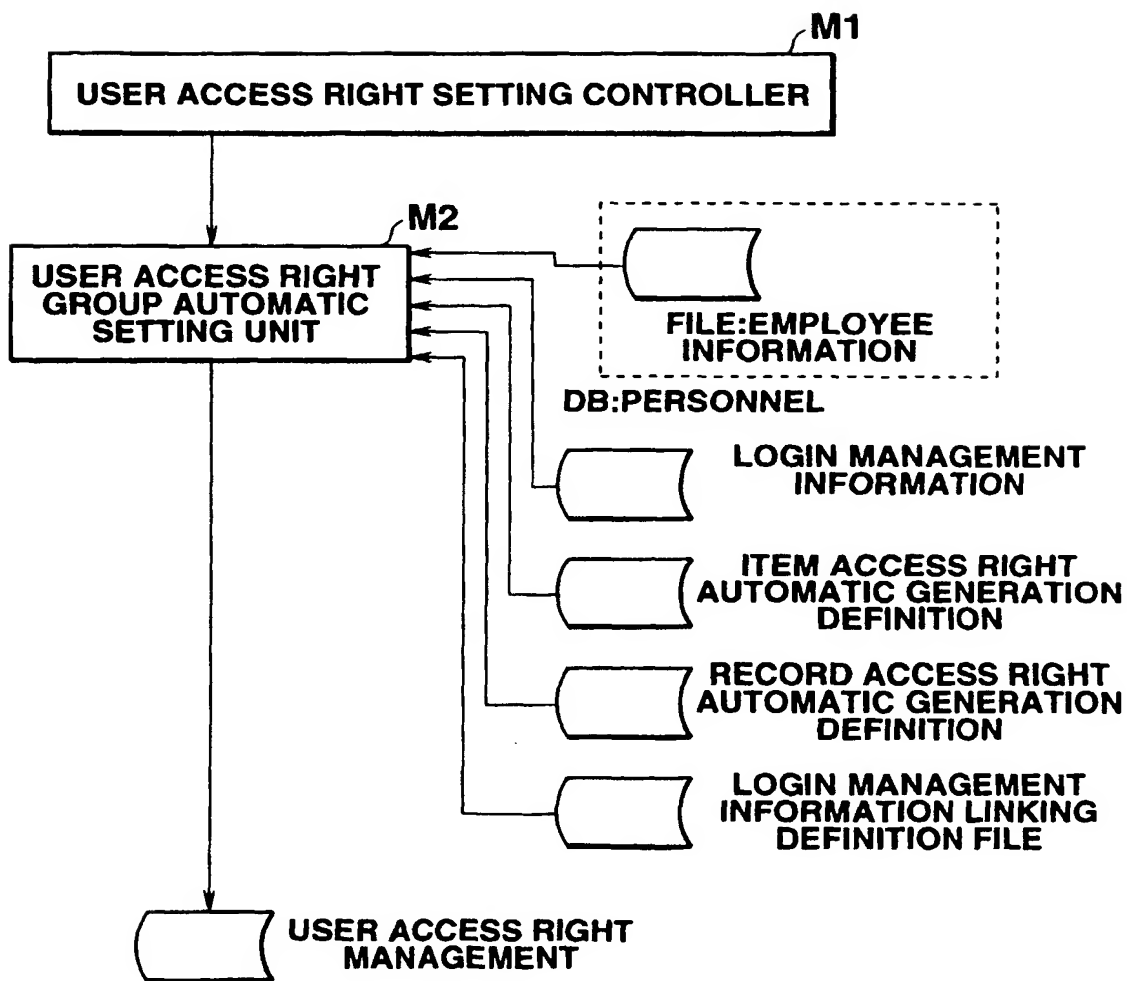 M1
USER ACCESS RIGHT SETTING CONTROLLER
M2
USER ACCESS RIGHT
GROUP AUTOMATIC
SETTING UNIT
FILE:EMPLOYEE
INFORMATION
DB:PERSONNEL
LOGIN MANAGEMENT
INFORMATION
ITEM ACCESS RIGHT
AUTOMATIC GENERATION
DEFINITION
RECORD ACCESS RIGHT
AUTOMATIC GENERATION
DEFINITION
LOGIN MANAGEMENT
INFORMATION LINKING
DEFINITION FILE
USER ACCESS RIGHT
MANAGEMENT